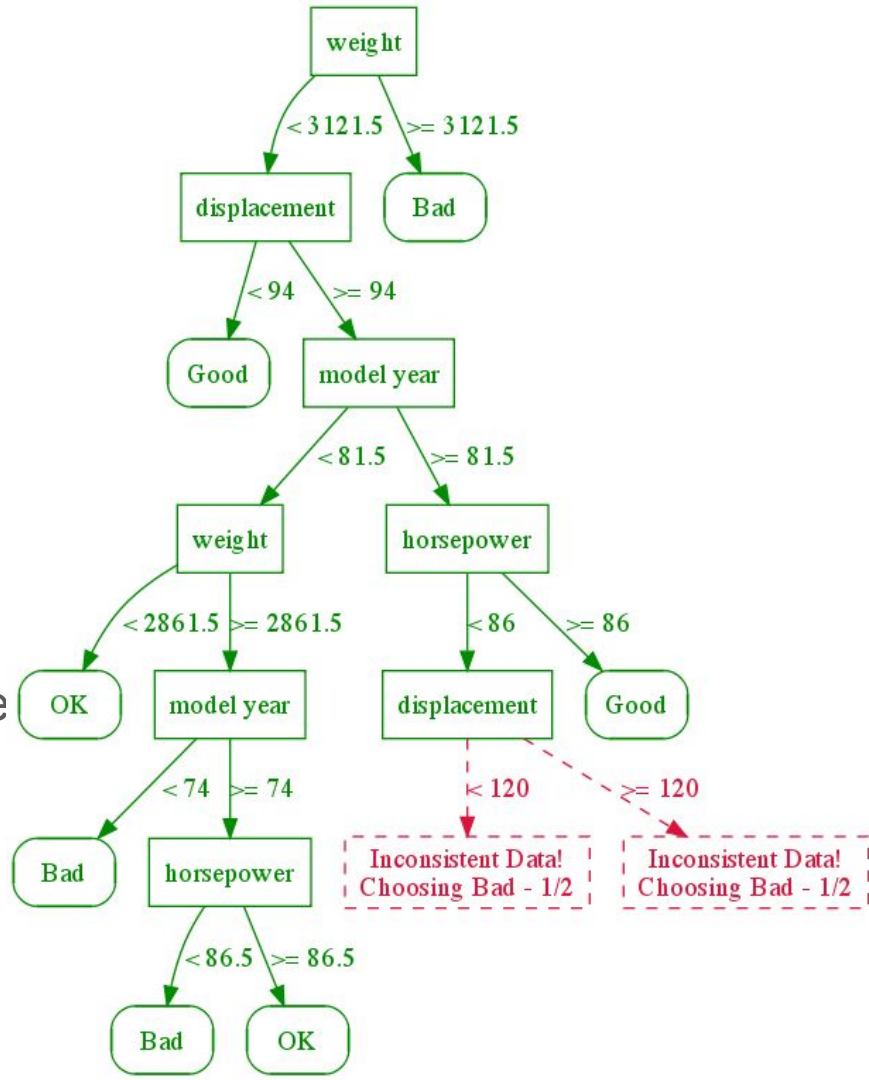 weight
< 3121.5
>= 3121.5
displacement
Bad
< 94
>= 94
Good
model year
< 81.5
>= 81.5
weight
horsepower
< 2861.5
>= 2861.5
< 86
>= 86
e
OK
model year
displacement
Good
< 74
>= 74
< 120
>= 120
Bad
horsepower
Inconsistent Data!
Choosing Bad - 1/2
Inconsistent Data!
Choosing Bad - 1/2
< 86.5
>= 86.5
Bad
OK